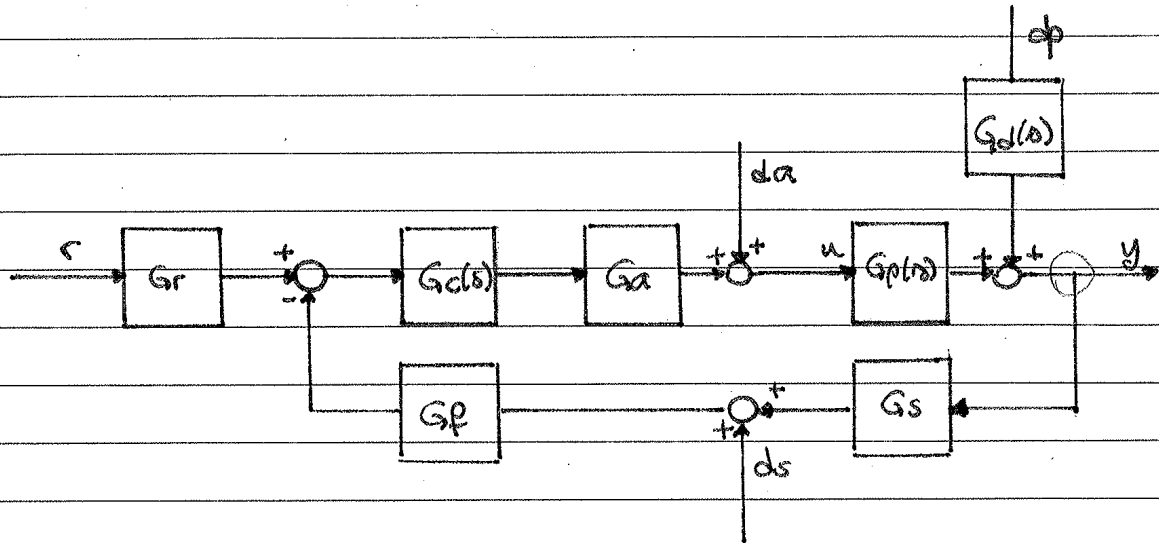 dp
Gd(s)
da
r
Gr
+
-
Gc(s)
Ga
+ +
u
Gp(s)
+ +
y
Gf
+
+
Gs
ds